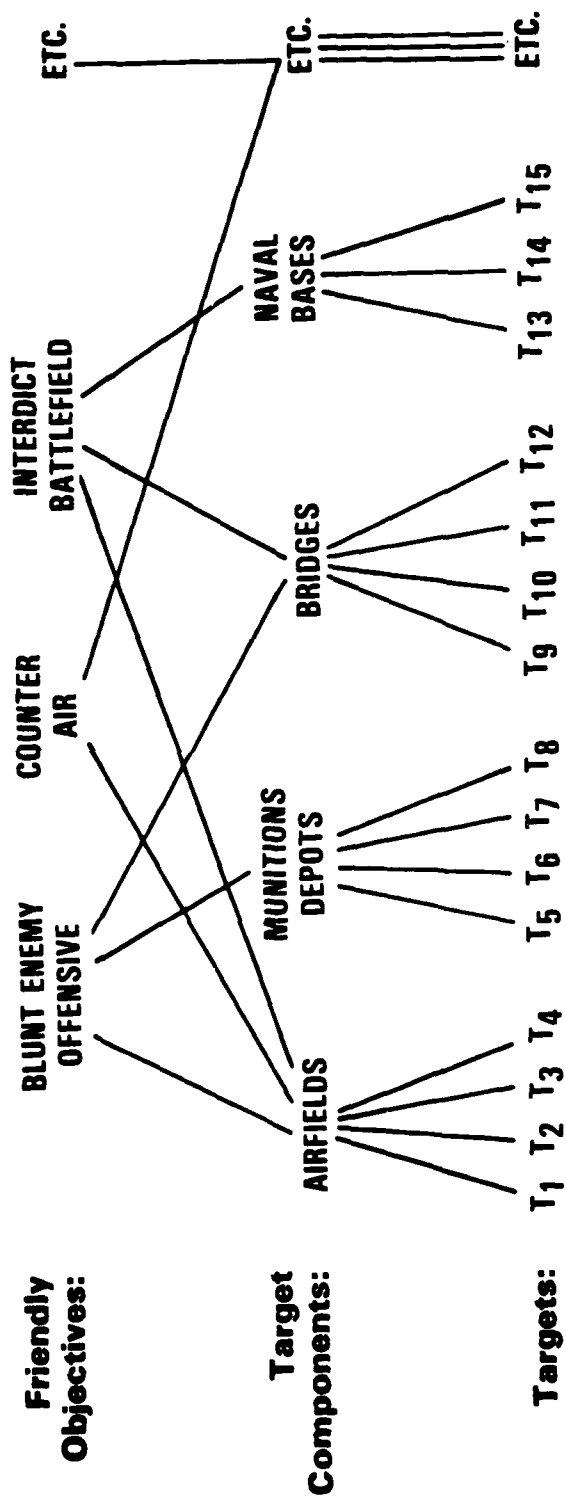 Friendly
Objectives:
BLUNT ENEMY
OFFENSIVE
COUNTER
AIR
INTERDICT
BATTLEFIELD
ETC.
Target
Components:
AIRFIELDS
MUNITIONS
DEPOTS
BRIDGES
NAVAL
BASES
ETC.
Targets:
T1 T2 T3 T4 T5 T6 T7 T8 T9 T10 T11 T12 T13 T14 T15 ETC.